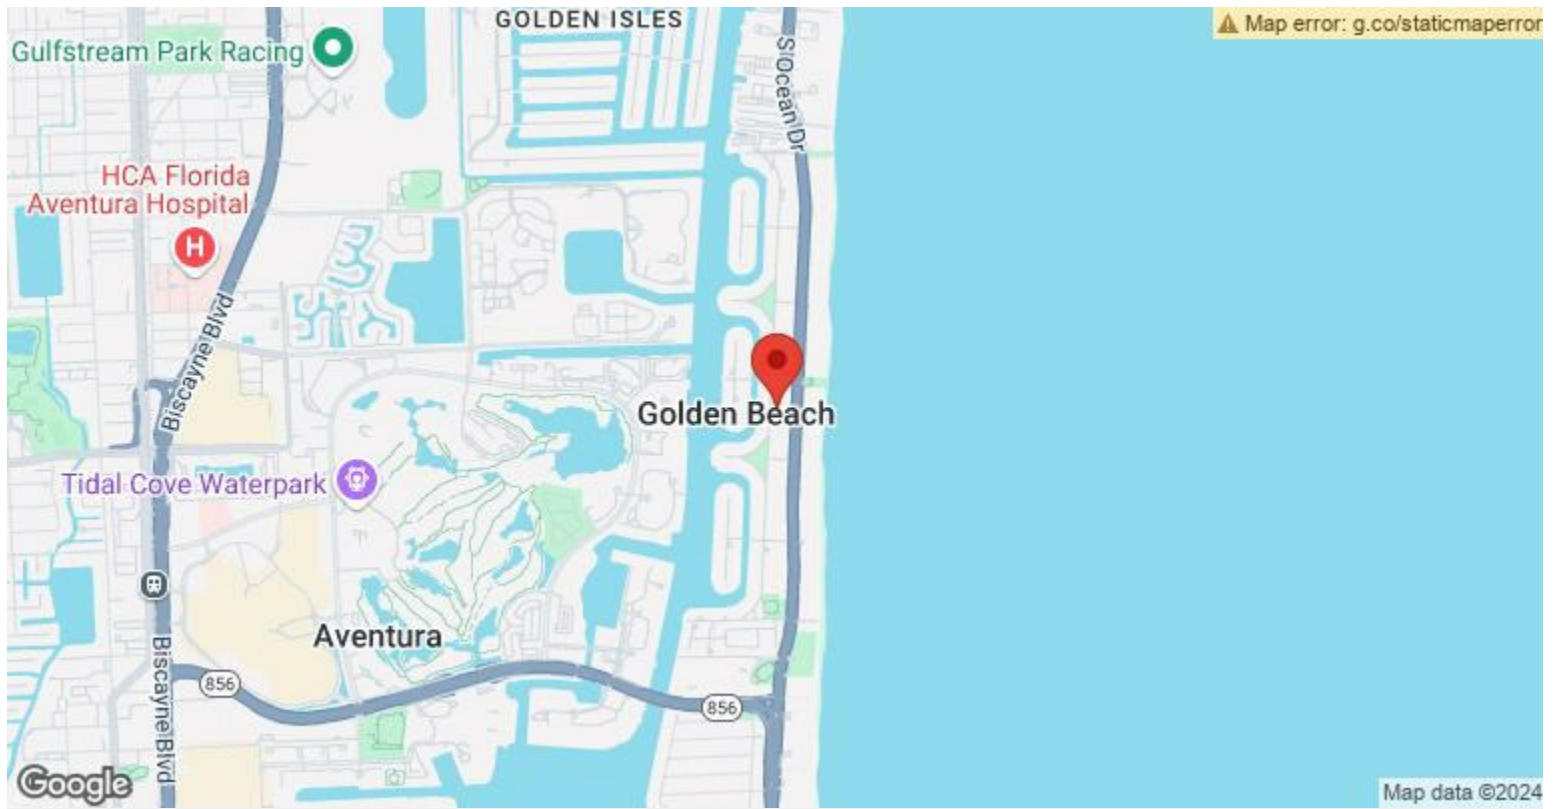 GOLDEN ISLES
Map error: g.co/staticmaperror
Gulfstream Park Racing
S Ocean Dr
HCA Florida
Aventura Hospital
H
Biscayne Blvd
Golden Beach
Tidal Cove Waterpark
Aventura
Biscayne Blvd
856
856
Google
Map data ©2024